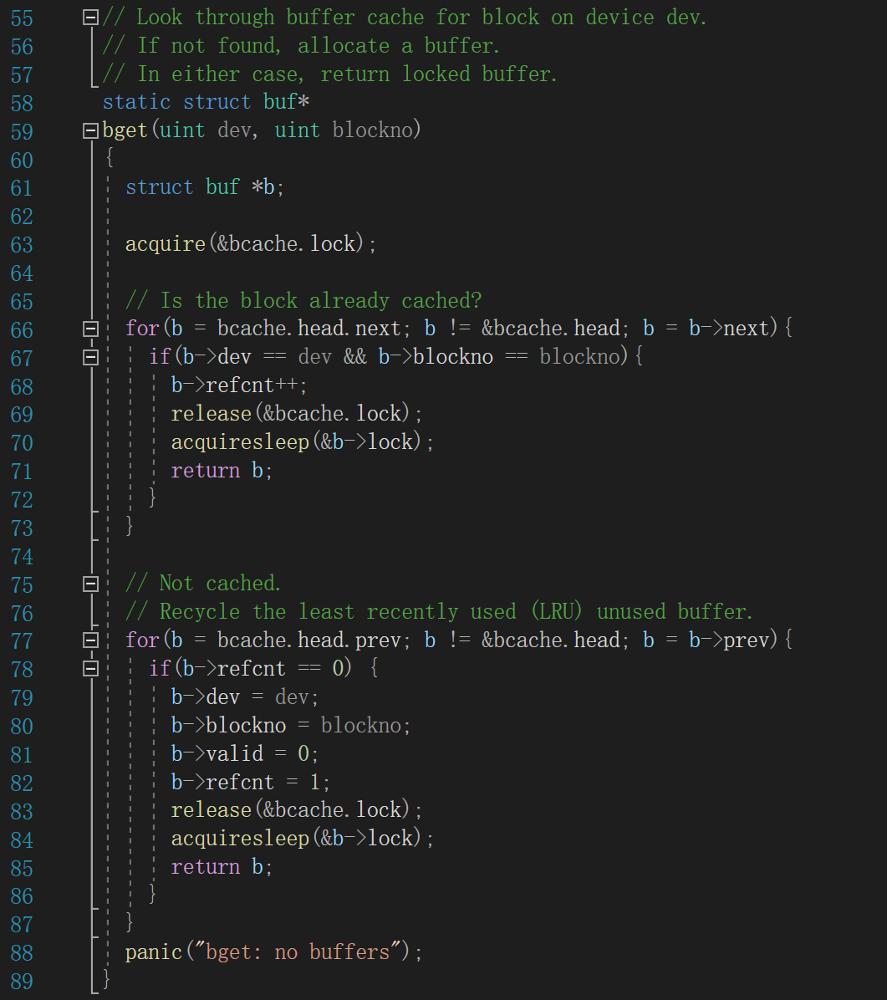 55 // Look through buffer cache for block on device dev.
56 // If not found, allocate a buffer.
57 // In either case, return locked buffer.
58 static struct buf*
59 bget(uint dev, uint blockno)
60 {
61   struct buf *b;
62
63   acquire(&bcache.lock);
64
65   // Is the block already cached?
66   for(b = bcache.head.next; b != &bcache.head; b = b->next){
67     if(b->dev == dev && b->blockno == blockno){
68       b->refcnt++;
69       release(&bcache.lock);
70       acquiresleep(&b->lock);
71       return b;
72     }
73   }
74
75   // Not cached.
76   // Recycle the least recently used (LRU) unused buffer.
77   for(b = bcache.head.prev; b != &bcache.head; b = b->prev){
78     if(b->refcnt == 0) {
79       b->dev = dev;
80       b->blockno = blockno;
81       b->valid = 0;
82       b->refcnt = 1;
83       release(&bcache.lock);
84       acquiresleep(&b->lock);
85       return b;
86     }
87   }
88   panic("bget: no buffers");
89 }